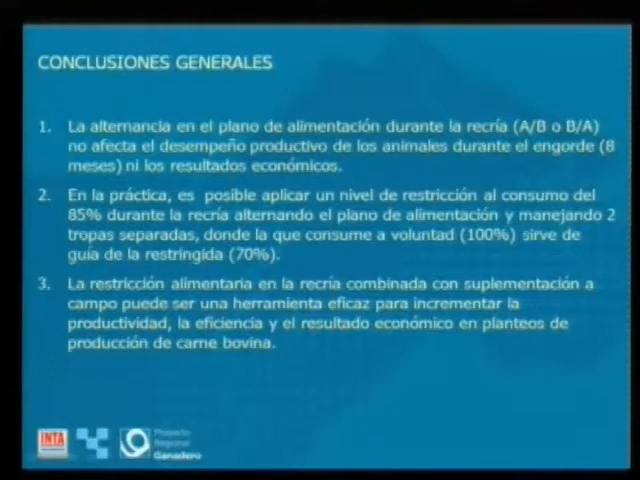 CONCLUSIONES GENERALES
1. La alternancia en el plano de alimentación durante la recría (A/B o B/A)
no afecta el desempeño productivo de los animales durante el engorde (8
meses) ni los resultados económicos.
2. En la práctica, es posible aplicar un nivel de restricción al consumo del
85% durante la recría alternando el plano de alimentación y manejando 2
tropas separadas, donde la que consume a voluntad (100%) sirve de
guía de la restringida (70%).
3. La restricción alimentaria en la recría combinada con suplementación a
campo puede ser una herramienta eficaz para incrementar la
productividad, la eficiencia y el resultado económico en planteos de
producción de carne bovina.
INTA
Proyecto
Regional
Ganadero